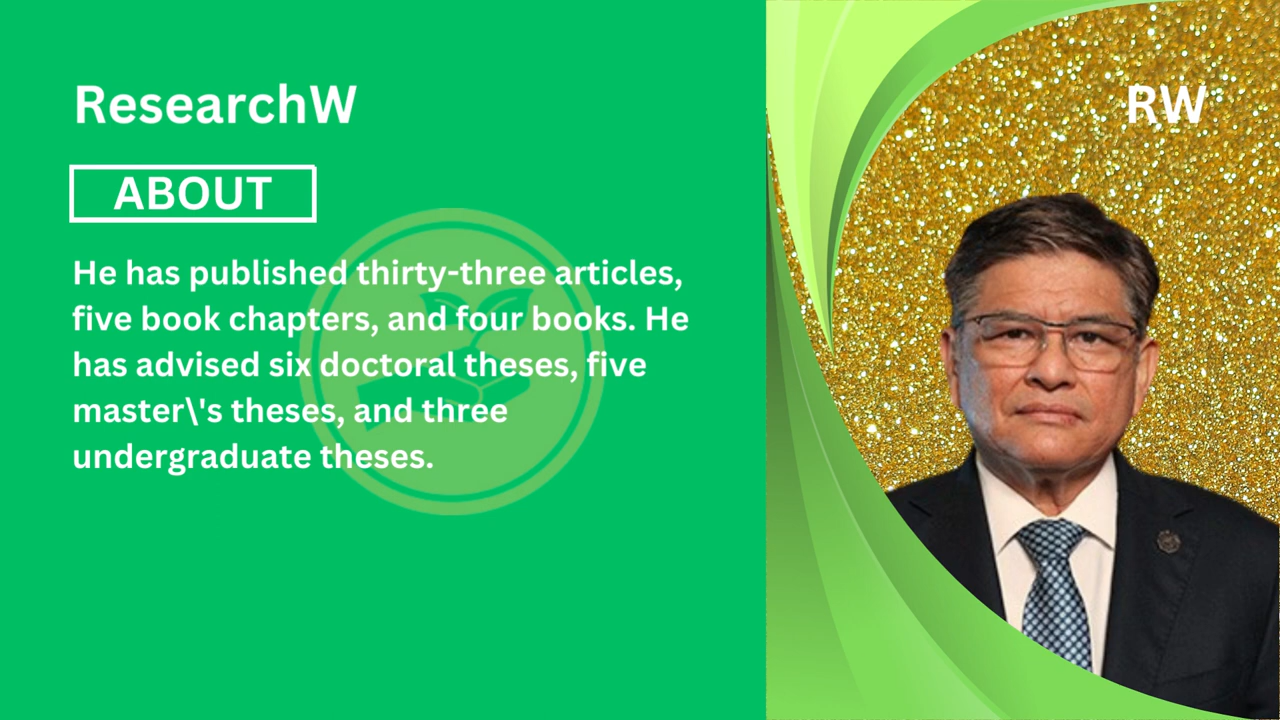 ResearchW
RW
ABOUT
He has published thirty-three articles,
five book chapters, and four books. He
has advised six doctoral theses, five
master\'s theses, and three
undergraduate theses.